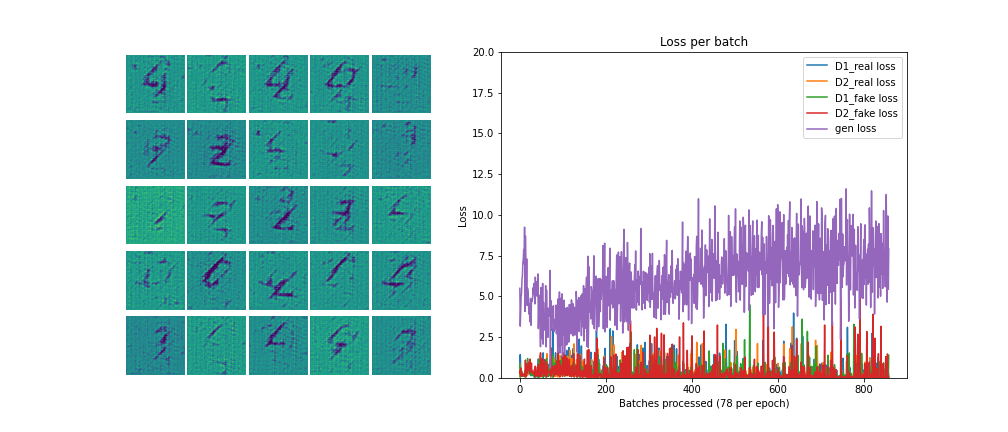 Loss per batch
20.0
17.5
15.0
12.5
10.0
7.5
5.0
2.5
0.0
Loss
D1_real loss
D2_real loss
D1_fake loss
D2_fake loss
gen loss
0 200 400 600 800
Batches processed (78 per epoch)